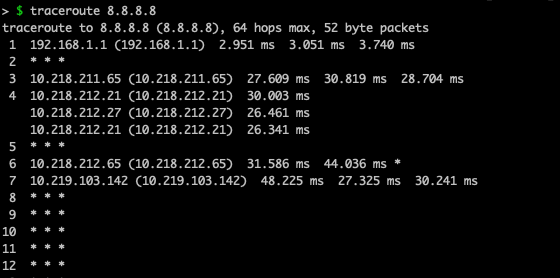 > $ traceroute 8.8.8.8
traceroute to 8.8.8.8 (8.8.8.8), 64 hops max, 52 byte packets
1 192.168.1.1 (192.168.1.1) 2.951 ms 3.051 ms 3.740 ms
2 * * *
3 10.218.211.65 (10.218.211.65) 27.609 ms 30.819 ms 28.704 ms
4 10.218.212.21 (10.218.212.21) 30.003 ms
10.218.212.27 (10.218.212.27) 26.461 ms
10.218.212.21 (10.218.212.21) 26.341 ms
5 * * *
6 10.218.212.65 (10.218.212.65) 31.586 ms 44.036 ms *
7 10.219.103.142 (10.219.103.142) 48.225 ms 27.325 ms 30.241 ms
8 * * *
9 * * *
10 * * *
11 * * *
12 * * *